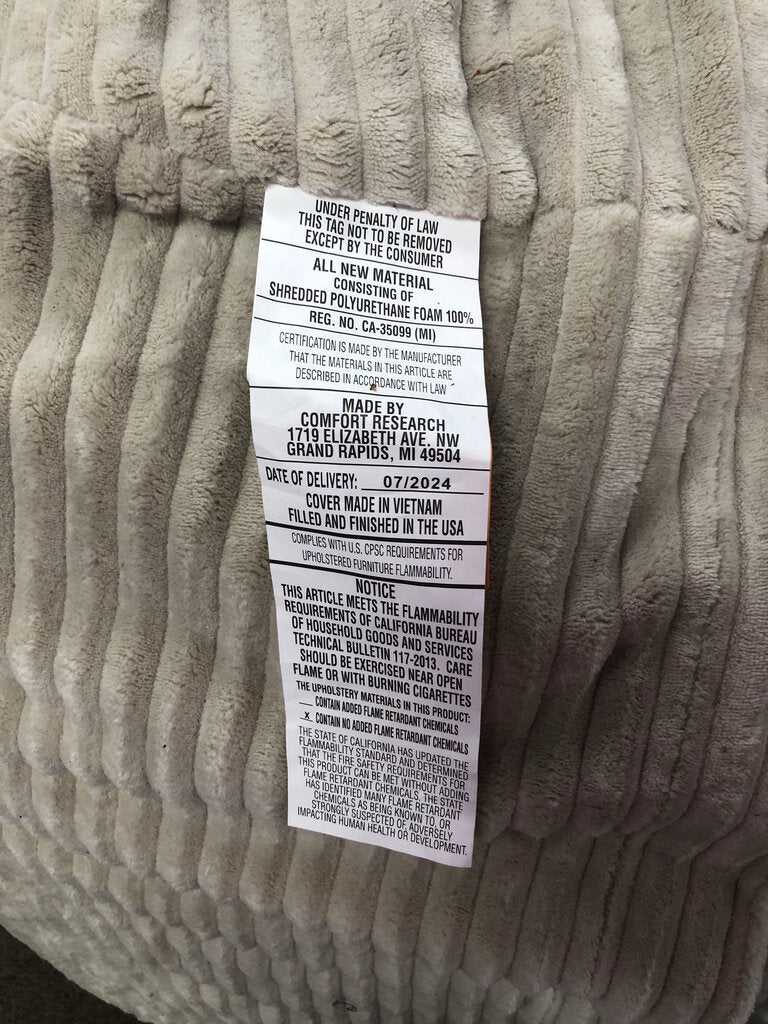 UNDER PENALTY OF LAW
THIS TAG NOT TO BE REMOVED
EXCEPT BY THE CONSUMER
ALL NEW MATERIAL
CONSISTING OF
SHREDDED POLYURETHANE FOAM 100%
REG. NO. CA-35099 (MI)
CERTIFICATION IS MADE BY THE MANUFACTURER
THAT THE MATERIALS IN THIS ARTICLE ARE
DESCRIBED IN ACCORDANCE WITH LAW
MADE BY
COMFORT RESEARCH
1719 ELIZABETH AVE. NW
GRAND RAPIDS, MI 49504
DATE OF DELIVERY: 07/2024
COVER MADE IN VIETNAM
FILLED AND FINISHED IN THE USA
COMPLIES WITH U.S. CPSC REQUIREMENTS FOR
UPHOLSTERED FURNITURE FLAMMABILITY.
NOTICE
THIS ARTICLE MEETS THE FLAMMABILITY
REQUIREMENTS OF CALIFORNIA BUREAU
OF HOUSEHOLD GOODS AND SERVICES
TECHNICAL BULLETIN 117-2013. CARE
SHOULD BE EXERCISED NEAR OPEN
FLAME OR WITH BURNING CIGARETTES
THE UPHOLSTERY MATERIALS IN THIS PRODUCT:
__ CONTAIN ADDED FLAME RETARDANT CHEMICALS
X CONTAIN NO ADDED FLAME RETARDANT CHEMICALS
THE STATE OF CALIFORNIA HAS UPDATED THE
FLAMMABILITY STANDARD AND DETERMINED
THAT THE FIRE SAFETY REQUIREMENTS FOR
THIS PRODUCT CAN BE MET WITHOUT ADDING
FLAME RETARDANT CHEMICALS. THE STATE
HAS IDENTIFIED MANY FLAME RETARDANT
CHEMICALS AS BEING KNOWN TO, OR
STRONGLY SUSPECTED OF, ADVERSELY
IMPACTING HUMAN HEALTH OR DEVELOPMENT.